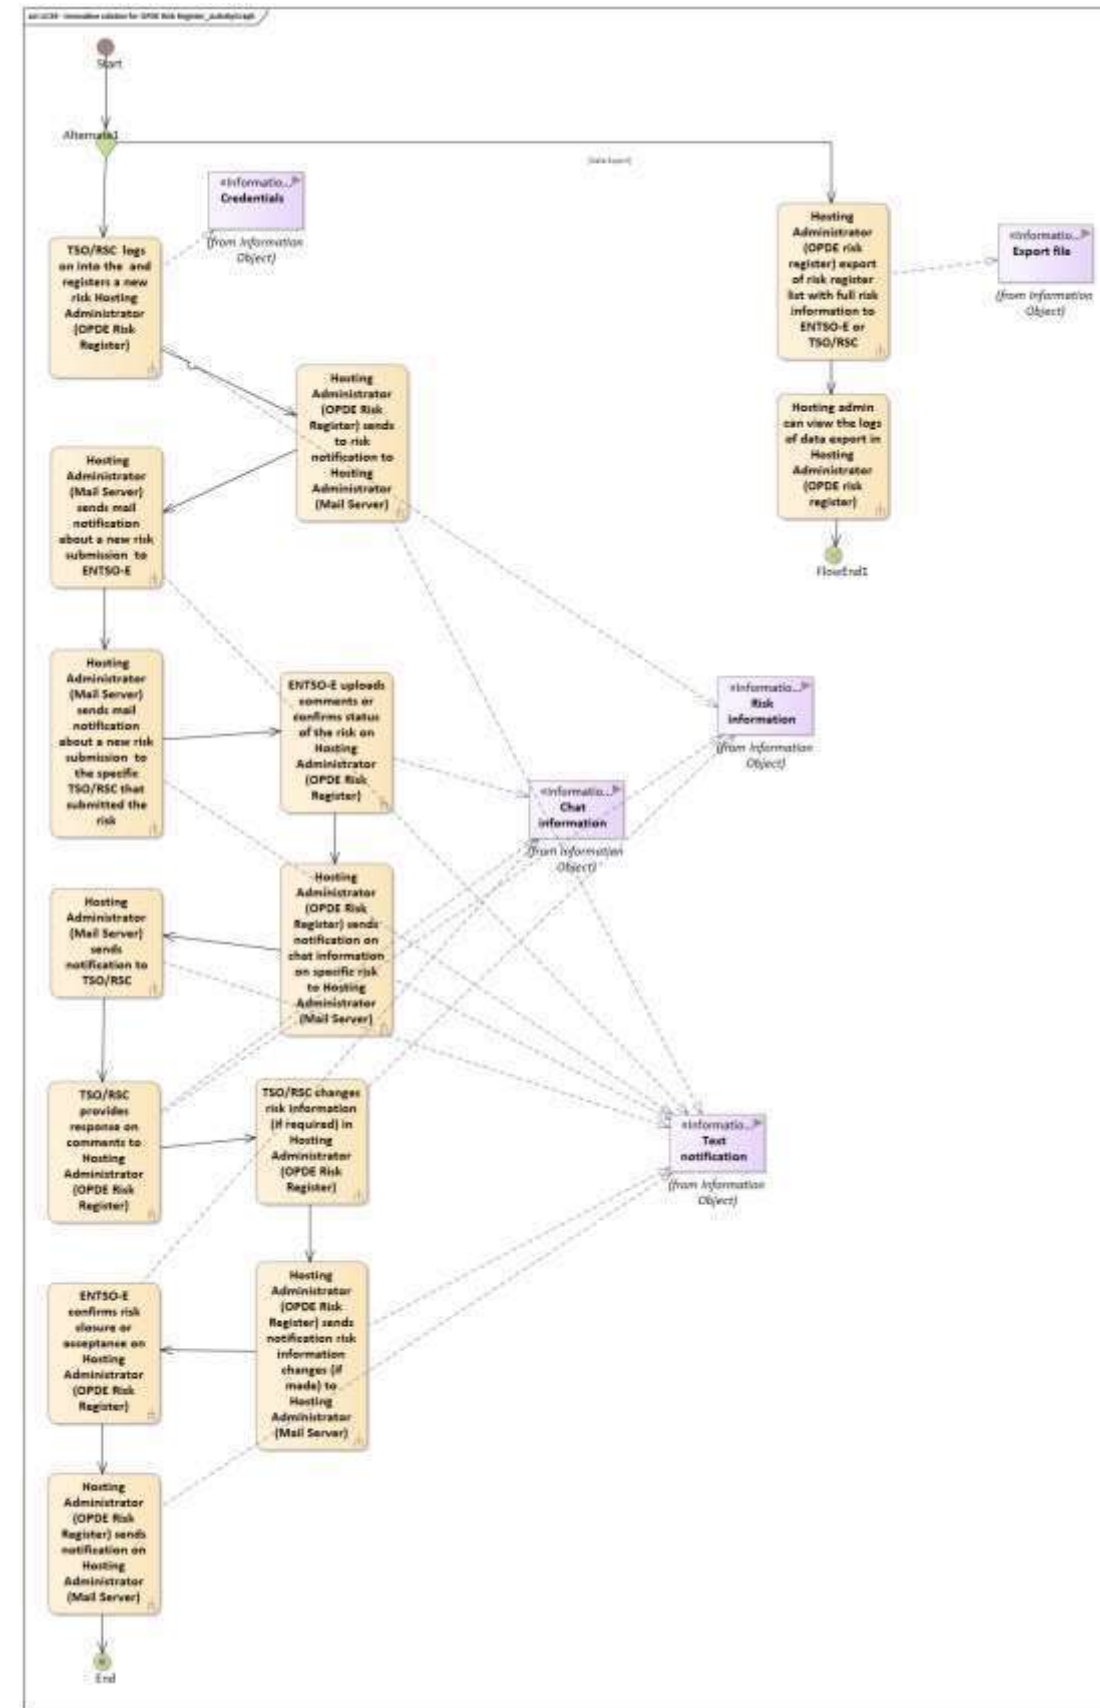 Start
Alternate1
[Data Export]
«Informatio...
Credentials
(from Information
Object)
TSO/RSC logs
on into the and
registers a new
risk Hosting
Administrator
(OPDE Risk
Register)
Hosting
Administrator
(OPDE risk
register) export
of risk register
list with full risk
information to
ENTSO-E or
TSO/RSC
«Informatio...
Export file
(from Information
Object)
Hosting
Administrator
(OPDE Risk
Register) sends
to risk
notification to
Hosting
Administrator
(Mail Server)
Hosting admin
can view the logs
of data export in
Hosting
Administrator
(OPDE risk
register)
FlowEnd1
Hosting
Administrator
(Mail Server)
sends mail
notification
about a new risk
submission to
ENTSO-E
Hosting
Administrator
(Mail Server)
sends mail
notification
about a new risk
submission to
the specific
TSO/RSC that
submitted the
risk
ENTSO-E uploads
comments or
confirms status
of the risk on
Hosting
Administrator
(OPDE Risk
Register)
«Informatio...
Risk
information
(from Information
Object)
«Informatio...
Chat
information
(from Information
Object)
Hosting
Administrator
(OPDE Risk
Register) sends
notification on
chat information
on specific risk
to Hosting
Administrator
(Mail Server)
Hosting
Administrator
(Mail Server)
sends
notification to
TSO/RSC
TSO/RSC
provides
response on
comments to
Hosting
Administrator
(OPDE Risk
Register)
TSO/RSC changes
risk information
(if required) in
Hosting
Administrator
(OPDE Risk
Register)
«Informatio...
Text
notification
(from Information
Object)
ENTSO-E
confirms risk
closure or
acceptance on
Hosting
Administrator
(OPDE Risk
Register)
Hosting
Administrator
(OPDE Risk
Register) sends
notification risk
information
changes (if
made) to
Hosting
Administrator
(Mail Server)
Hosting
Administrator
(OPDE Risk
Register) sends
notification on
Hosting
Administrator
(Mail Server)
End